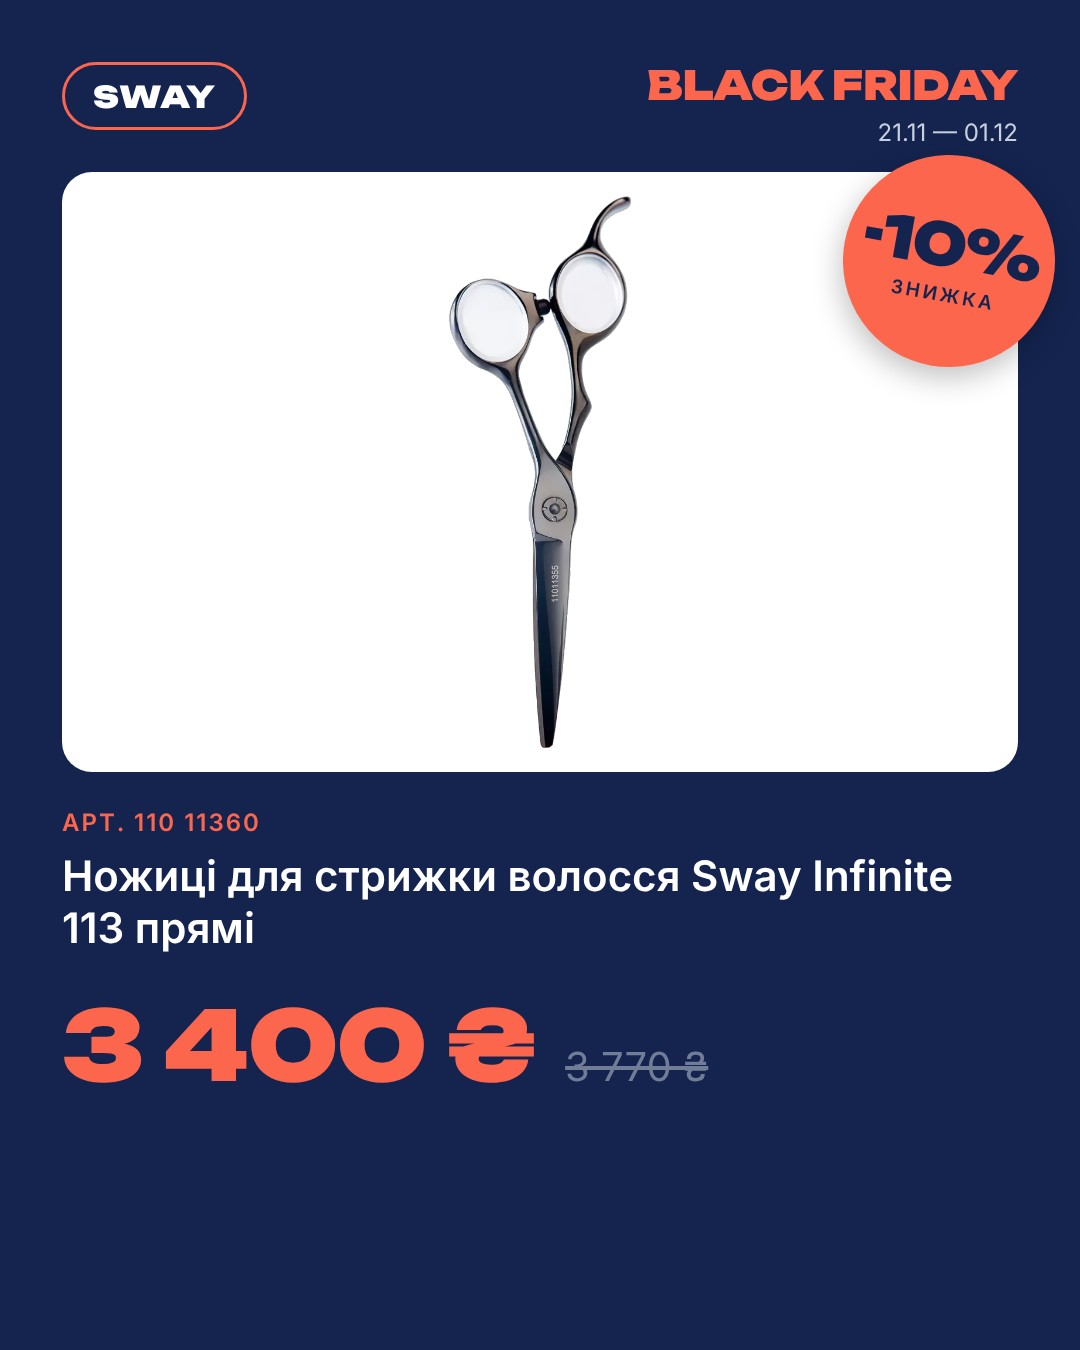 SWAY
BLACK FRIDAY
21.11 — 01.12
-10%
ЗНИЖКА
11011355
АРТ. 110 11360
Ножиці для стрижки волосся Sway Infinite
113 прямі
3 400 ₴
3 770 ₴